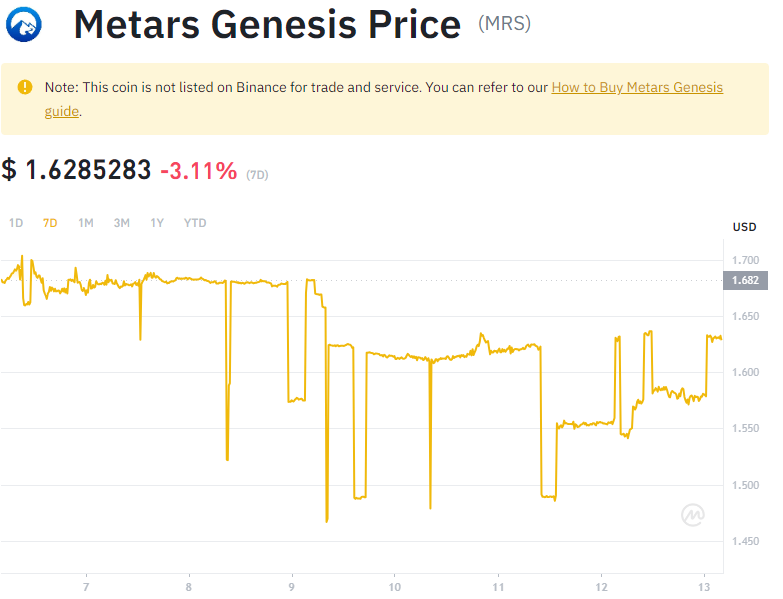 Metars Genesis Price (MRS)
Note: This coin is not listed on Binance for trade and service. You can refer to our How to Buy Metars Genesis
guide.
$ 1.6285283 -3.11% (7D)
1D 7D 1M 3M 1Y YTD
USD
1.700
1.682
1.650
1.600
1.550
1.500
1.450
7 8 9 10 11 12 13